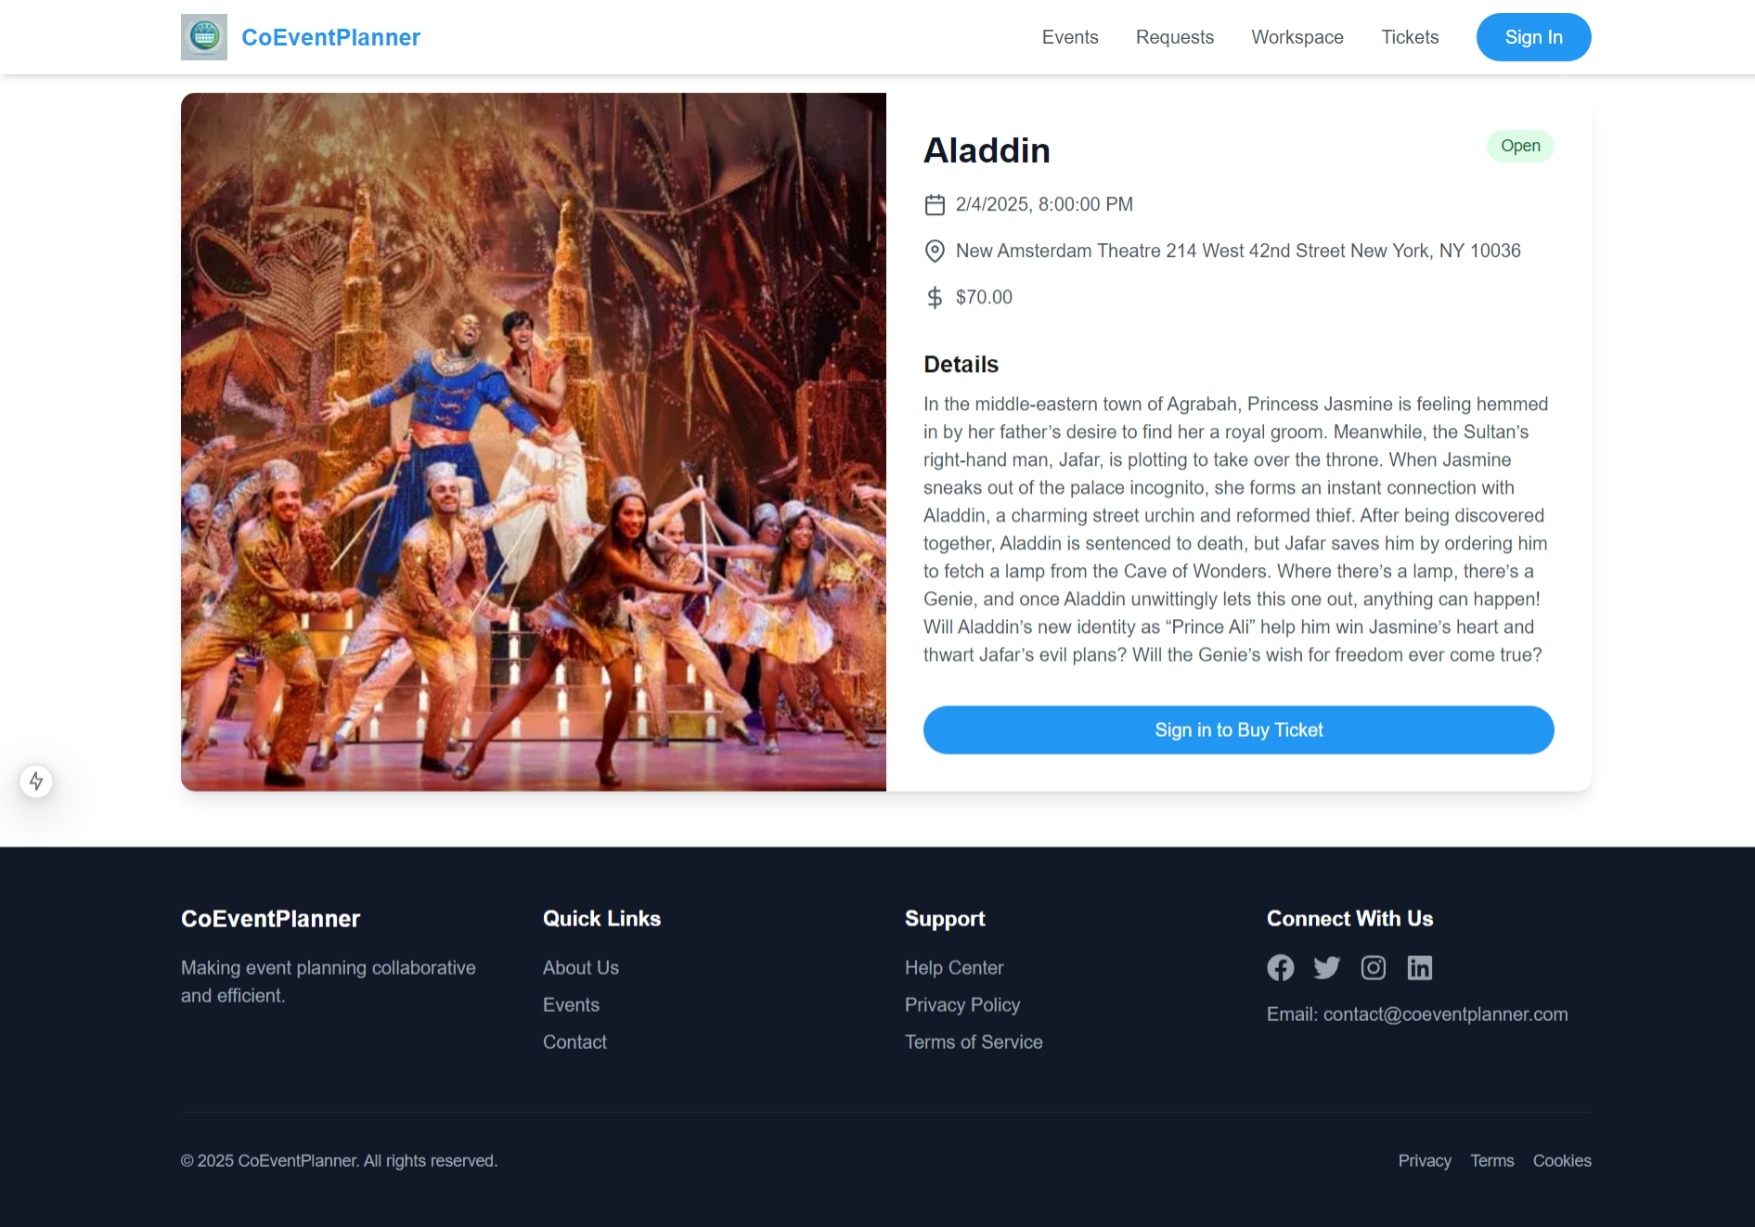 CoEventPlanner
Events
Requests
Workspace
Tickets
Sign In
Aladdin
Open
2/4/2025, 8:00:00 PM
New Amsterdam Theatre 214 West 42nd Street New York, NY 10036
$70.00
Details
In the middle-eastern town of Agrabah, Princess Jasmine is feeling hemmed
in by her father’s desire to find her a royal groom. Meanwhile, the Sultan’s
right-hand man, Jafar, is plotting to take over the throne. When Jasmine
sneaks out of the palace incognito, she forms an instant connection with
Aladdin, a charming street urchin and reformed thief. After being discovered
together, Aladdin is sentenced to death, but Jafar saves him by ordering him
to fetch a lamp from the Cave of Wonders. Where there’s a lamp, there’s a
Genie, and once Aladdin unwittingly lets this one out, anything can happen!
Will Aladdin’s new identity as “Prince Ali” help him win Jasmine’s heart and
thwart Jafar’s evil plans? Will the Genie’s wish for freedom ever come true?
Sign in to Buy Ticket
CoEventPlanner
Making event planning collaborative
and efficient.
Quick Links
About Us
Events
Contact
Support
Help Center
Privacy Policy
Terms of Service
Connect With Us
Email: contact@coeventplanner.com
© 2025 CoEventPlanner. All rights reserved.
Privacy
Terms
Cookies